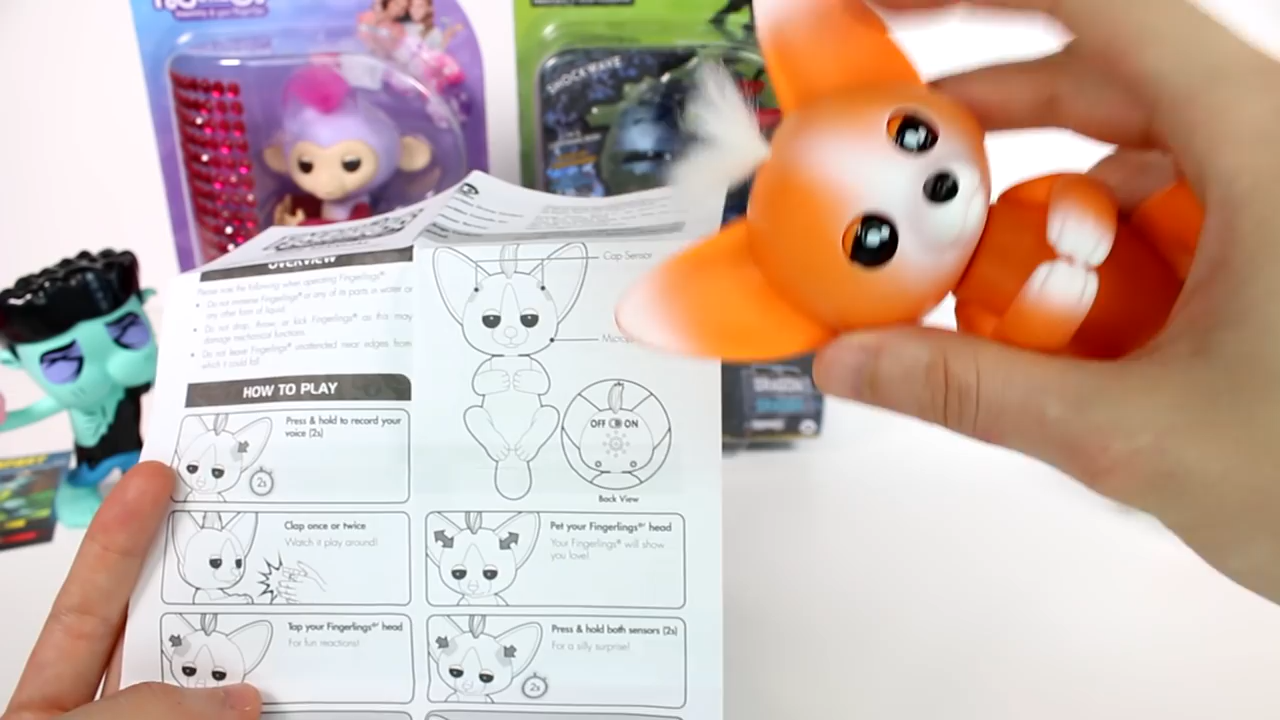 SHOCKWAVE
OVERVIEW
Please note the following when operating Fingerlings®
• Do not immerse Fingerlings® or any of its parts in water or
any other form of liquid.
• Do not drop, throw or kick Fingerlings® as this may
damage mechanical functions.
• Do not leave Fingerlings® unattended near edges from
which it could fall.
HOW TO PLAY
Press & hold to record your
voice (2s)
2s
Clap once or twice
Watch it play around!
Tap your Fingerlings®' head
For fun reactions!
Cap Sensor
OFF ON
Back View
Pet your Fingerlings®' head
Your Fingerlings® will show
you love!
Press & hold both sensors (2s)
For a silly surprise!
2s